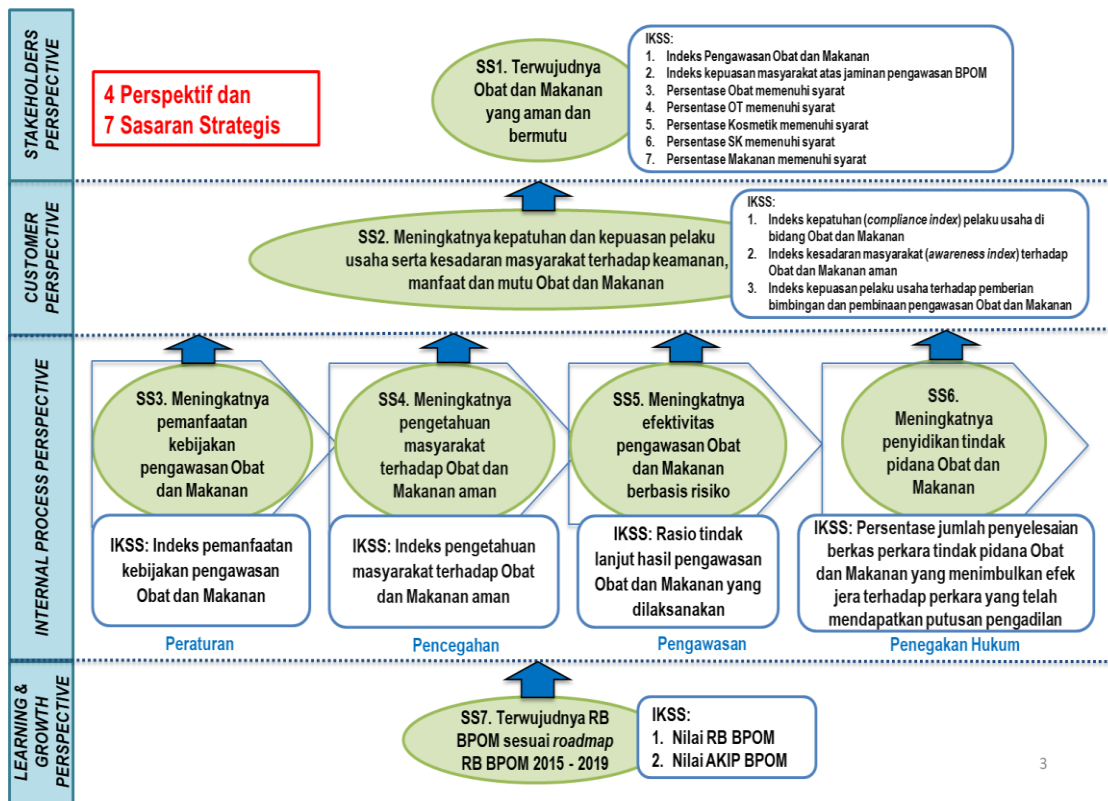 STAKEHOLDERS
PERSPECTIVE
4 Perspektif dan
7 Sasaran Strategis
SS1. Terwujudnya
Obat dan Makanan
yang aman dan
bermutu
IKSS:
1. Indeks Pengawasan Obat dan Makanan
2. Indeks kepuasan masyarakat atas jaminan pengawasan BPOM
3. Persentase Obat memenuhi syarat
4. Persentase OT memenuhi syarat
5. Persentase Kosmetik memenuhi syarat
6. Persentase SK memenuhi syarat
7. Persentase Makanan memenuhi syarat
CUSTOMER
PERSPECTIVE
SS2. Meningkatnya kepatuhan dan kepuasan pelaku
usaha serta kesadaran masyarakat terhadap keamanan,
manfaat dan mutu Obat dan Makanan
IKSS:
1. Indeks kepatuhan (compliance index) pelaku usaha di
bidang Obat dan Makanan
2. Indeks kesadaran masyarakat (awareness index) terhadap
Obat dan Makanan aman
3. Indeks kepuasan pelaku usaha terhadap pemberian
bimbingan dan pembinaan pengawasan Obat dan Makanan
INTERNAL PROCESS PERSPECTIVE
SS3. Meningkatnya
pemanfaatan
kebijakan
pengawasan Obat
dan Makanan
IKSS: Indeks pemanfaatan
kebijakan pengawasan
Obat dan Makanan
Peraturan
SS4. Meningkatnya
pengetahuan
masyarakat
terhadap Obat dan
Makanan aman
IKSS: Indeks pengetahuan
masyarakat terhadap Obat
dan Makanan aman
Pencegahan
SS5. Meningkatnya
efektivitas
pengawasan Obat
dan Makanan
berbasis risiko
IKSS: Rasio tindak
lanjut hasil pengawasan
Obat dan Makanan yang
dilaksanakan
Pengawasan
SS6.
Meningkatnya
penyidikan tindak
pidana Obat dan
Makanan
IKSS: Persentase jumlah penyelesaian
berkas perkara tindak pidana Obat
dan Makanan yang menimbulkan efek
jera terhadap perkara yang telah
mendapatkan putusan pengadilan
Penegakan Hukum
LEARNING &
GROWTH
PERSPECTIVE
SS7. Terwujudnya RB
BPOM sesuai roadmap
RB BPOM 2015 - 2019
IKSS:
1. Nilai RB BPOM
2. Nilai AKIP BPOM
3